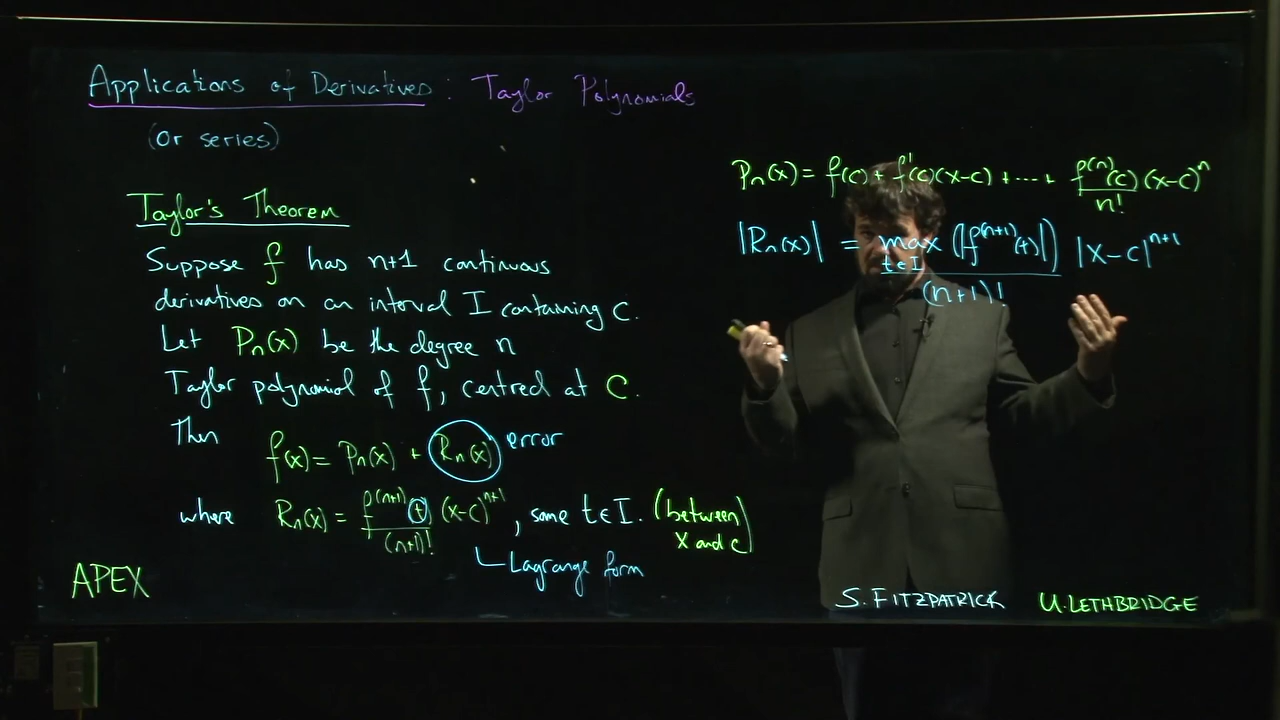 Applications of Derivatives: Taylor Polynomials
(Or series)
Taylor's Theorem
Suppose f has n+1 continuous
derivatives on an interval I containing c.
Let Pn(x) be the degree n
Taylor polynomial of f, centred at c.
Then
f(x) = Pn(x) + Rn(x) error
where Rn(x) = f^(n+1)(t)/(n+1)! (x-c)^n+1, some t∈I. (between
x and c)
Lagrange form
APEX
Pn(x) = f(c) + f'(c)(x-c) + ... + f^(n)(c)/n! (x-c)^n
|Rn(x)| = max t∈I (|f^(n+1)(t)|)/(n+1)! |x-c|^n+1
S. FITZPATRICK U. LETHBRIDGE